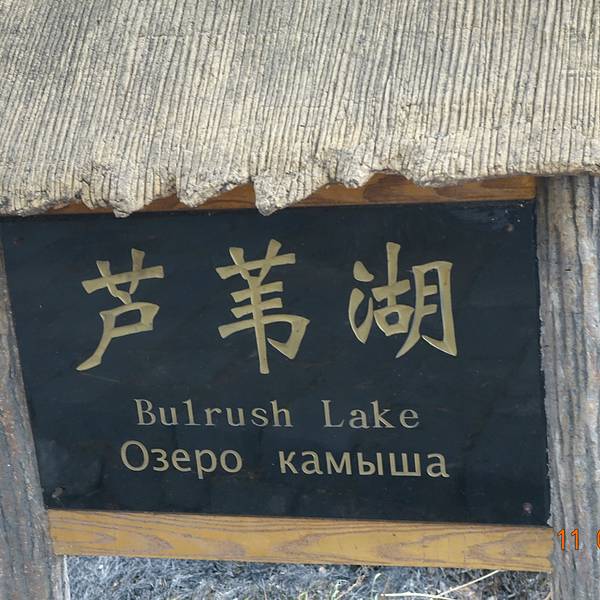 芦苇湖
Bulrush Lake
Озеро камыша
11